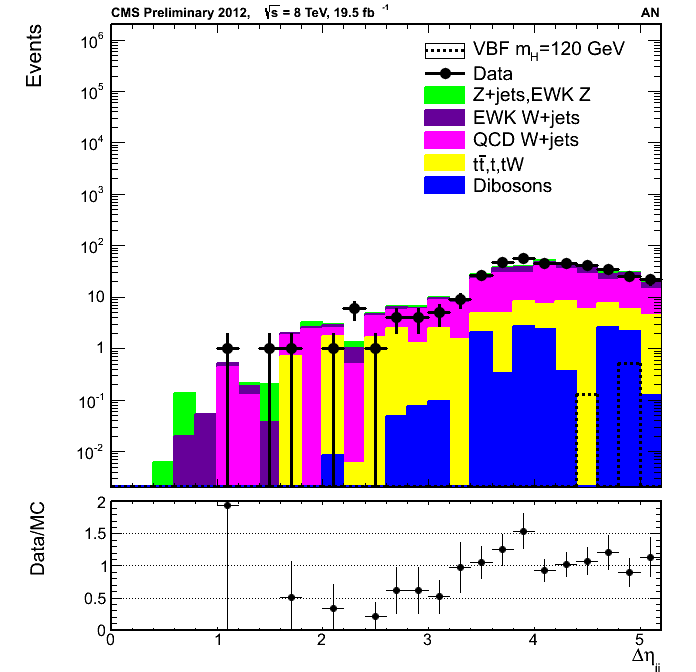 CMS Preliminary 2012, √s = 8 TeV, 19.5 fb⁻¹ AN
Events
10⁶
10⁵
10⁴
10³
10²
10
1
10⁻¹
10⁻²
VBF m_H=120 GeV
Data
Z+jets,EWK Z
EWK W+jets
QCD W+jets
tt̄,t,tW
Dibosons
Data/MC
2
1.5
1
0.5
0
0 1 2 3 4 5
Δη_jj